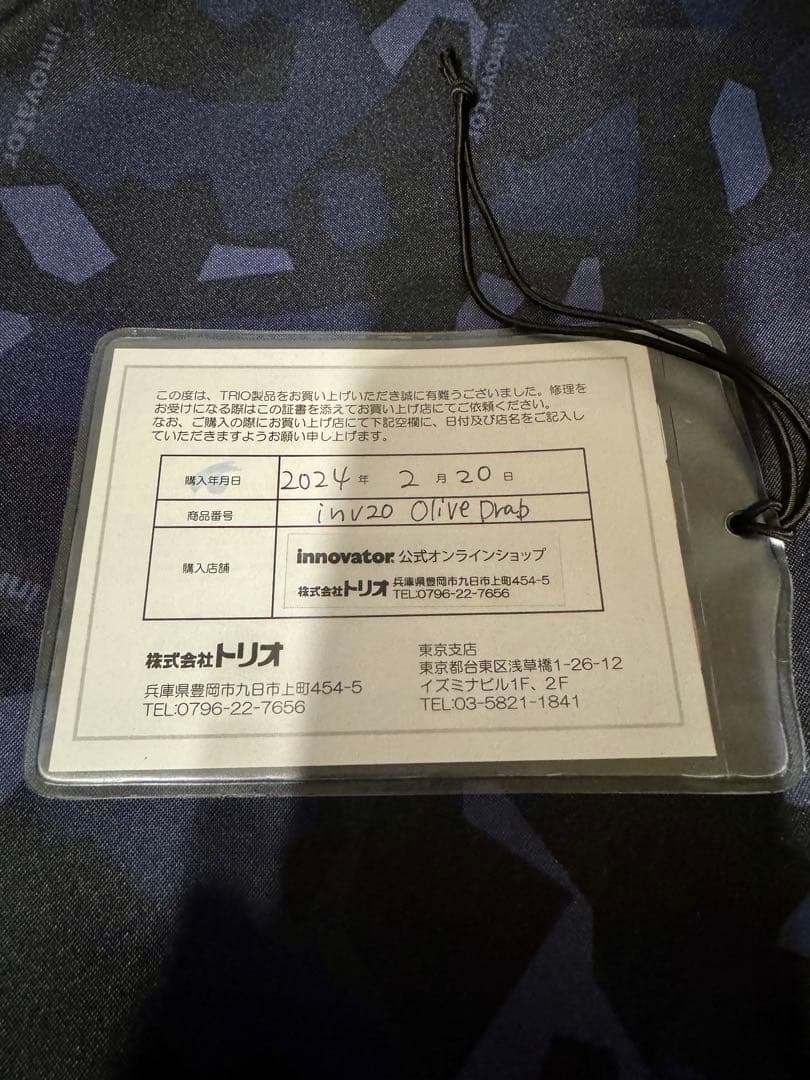 innovator
innovator
この度は、TRIO製品をお買い上げいただき誠に有難うございました。修理を
お受けになる際はこの証書を添えてお買い上げ店にてご依頼ください。
なお、ご購入の際にお買い上げ店にて下記空欄に、日付及び店名をご記入し
ていただきますようお願い申し上げます。
購入年月日 2024 年 2 月 20 日
商品番号 inv20 Olive Drab
購入店舗
innovator. 公式オンラインショップ
株式会社トリオ 兵庫県豊岡市九日市上町454-5
TEL:0796-22-7656
株式会社トリオ
兵庫県豊岡市九日市上町454-5
TEL:0796-22-7656
東京支店
東京都台東区浅草橋1-26-12
イズミナビル1F、2F
TEL:03-5821-1841